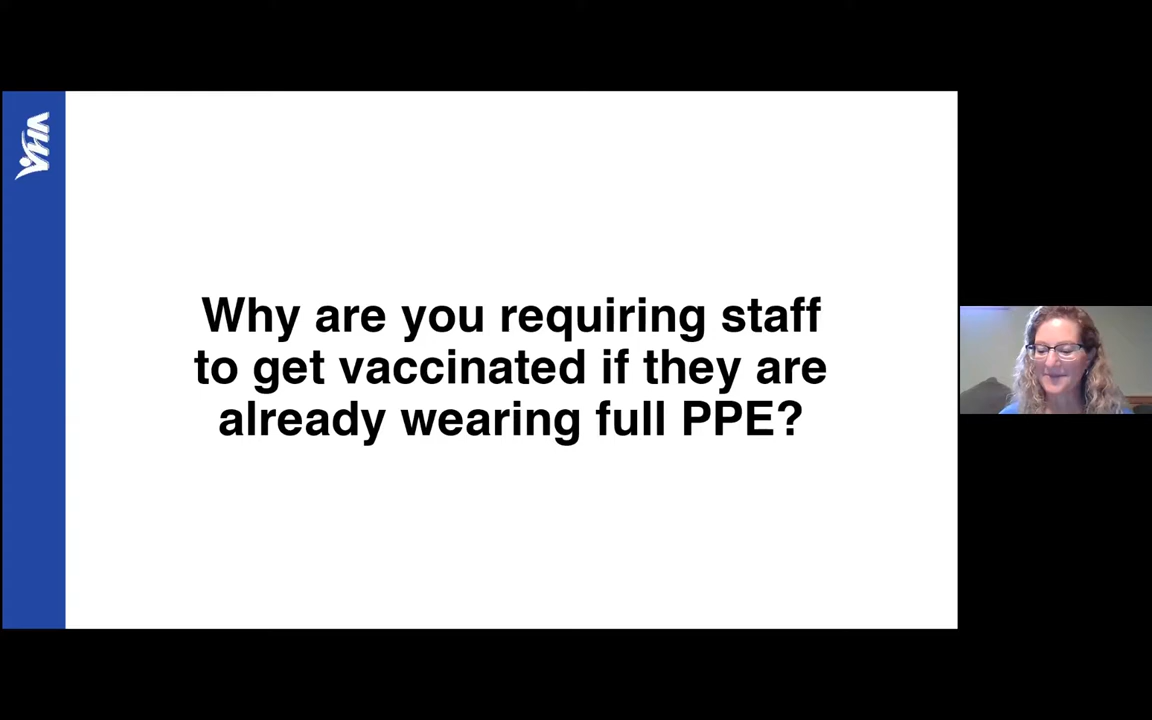 VHA
Why are you requiring staff
to get vaccinated if they are
already wearing full PPE?